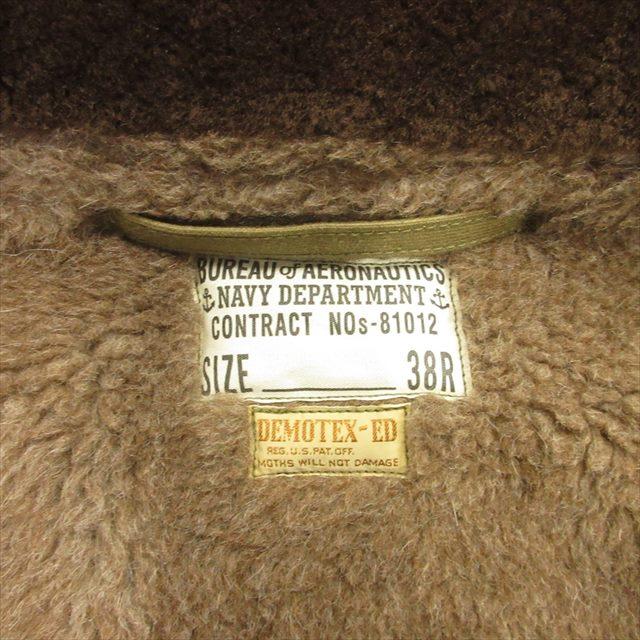 BUREAU of AERONAUTICS
NAVY DEPARTMENT
CONTRACT NOs-81012
SIZE 38R
DEMOTEX-ED
REG. U.S. PAT. OFF.
MOTHS WILL NOT DAMAGE